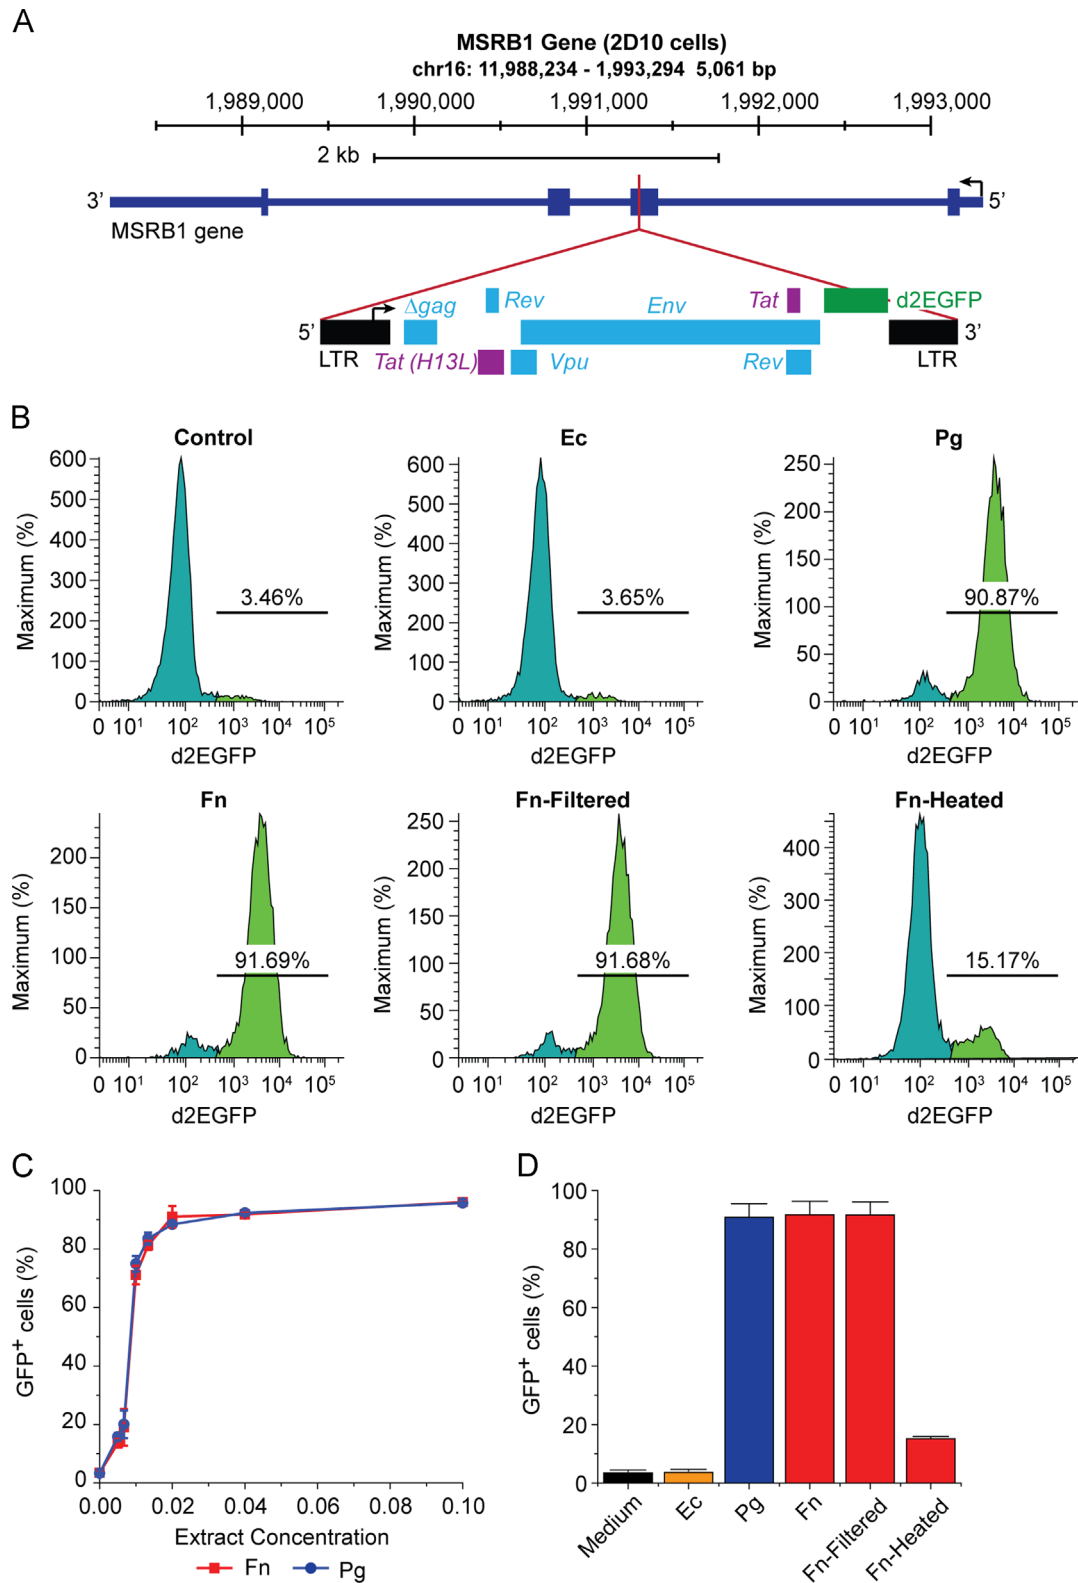 A
MSRB1 Gene (2D10 cells)
chr16: 11,988,234 - 1,993,294 5,061 bp
1,989,000 1,990,000 1,991,000 1,992,000 1,993,000
2 kb
3’ 5’
MSRB1 gene
Δgag Rev Env Tat d2EGFP
5’ 3’
LTR Tat (H13L) Vpu Rev LTR
B
Control Ec Pg
Maximum (%)
600
500
400
300
200
100
0
3.46%
0 10¹ 10² 10³ 10⁴ 10⁵
d2EGFP
Maximum (%)
600
400
300
200
100
0
3.65%
0 10¹ 10² 10³ 10⁴ 10⁵
d2EGFP
Maximum (%)
250
200
150
100
50
0
90.87%
0 10¹ 10² 10³ 10⁴ 10⁵
d2EGFP
Fn Fn-Filtered Fn-Heated
Maximum (%)
200
150
100
50
0
91.69%
0 10¹ 10² 10³ 10⁴ 10⁵
d2EGFP
Maximum (%)
250
200
150
100
50
0
91.68%
0 10¹ 10² 10³ 10⁴ 10⁵
d2EGFP
Maximum (%)
400
300
200
100
0
15.17%
0 10¹ 10² 10³ 10⁴ 10⁵
d2EGFP
C
GFP⁺ cells (%)
100
80
60
40
20
0
0.00 0.02 0.04 0.06 0.08 0.10
Extract Concentration
Fn Pg
D
GFP⁺ cells (%)
100
80
60
40
20
0
Medium Ec Pg Fn Fn-Filtered Fn-Heated